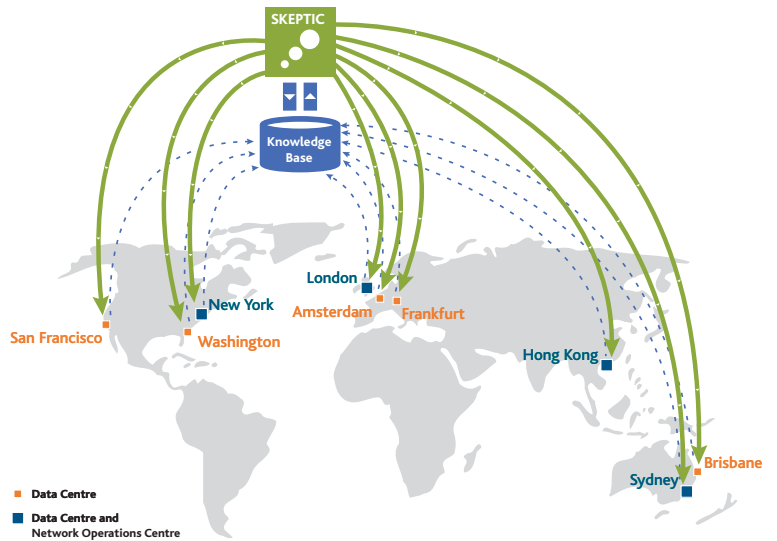 SKEPTIC
Knowledge
Base
London
New York
Amsterdam
Frankfurt
San Francisco
Washington
Hong Kong
Brisbane
Sydney
Data Centre
Data Centre and
Network Operations Centre